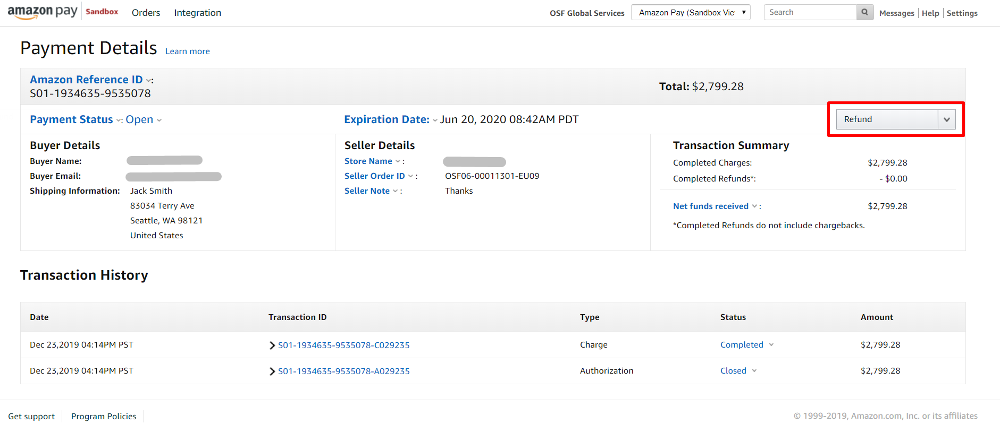 amazon pay Sandbox Orders Integration OSF Global Services Amazon Pay (Sandbox Vie Search Messages Help Settings
Payment Details Learn more
Amazon Reference ID :
S01-1934635-9535078
Total: $2,799.28
Payment Status : Open Expiration Date: Jun 20, 2020 08:42AM PDT Refund
Buyer Details
Buyer Name:
Buyer Email:
Shipping Information: Jack Smith
83034 Terry Ave
Seattle, WA 98121
United States
Seller Details
Store Name :
Seller Order ID : OSF06-00011301-EU09
Seller Note : Thanks
Transaction Summary
Completed Charges: $2,799.28
Completed Refunds*: - $0.00
Net funds received : $2,799.28
*Completed Refunds do not include chargebacks.
Transaction History
Date Transaction ID Type Status Amount
Dec 23,2019 04:14PM PST S01-1934635-9535078-C029235 Charge Completed $2,799.28
Dec 23,2019 04:14PM PST S01-1934635-9535078-A029235 Authorization Closed $2,799.28
Get support Program Policies © 1999-2019, Amazon.com, Inc. or its affiliates